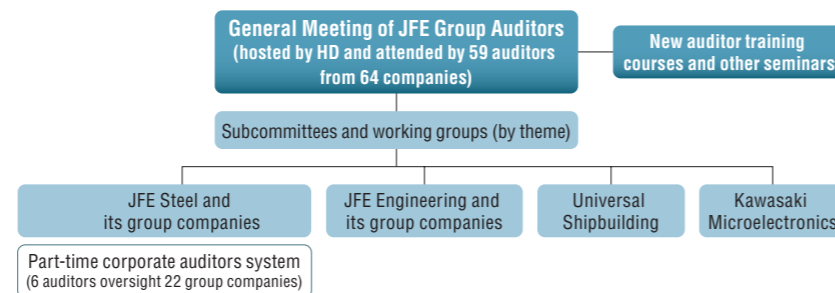 General Meeting of JFE Group Auditors
(hosted by HD and attended by 59 auditors
from 64 companies)
New auditor training
courses and other seminars
Subcommittees and working groups (by theme)
JFE Steel and
its group companies
JFE Engineering and
its group companies
Universal
Shipbuilding
Kawasaki
Microelectronics
Part-time corporate auditors system
(6 auditors oversight 22 group companies)